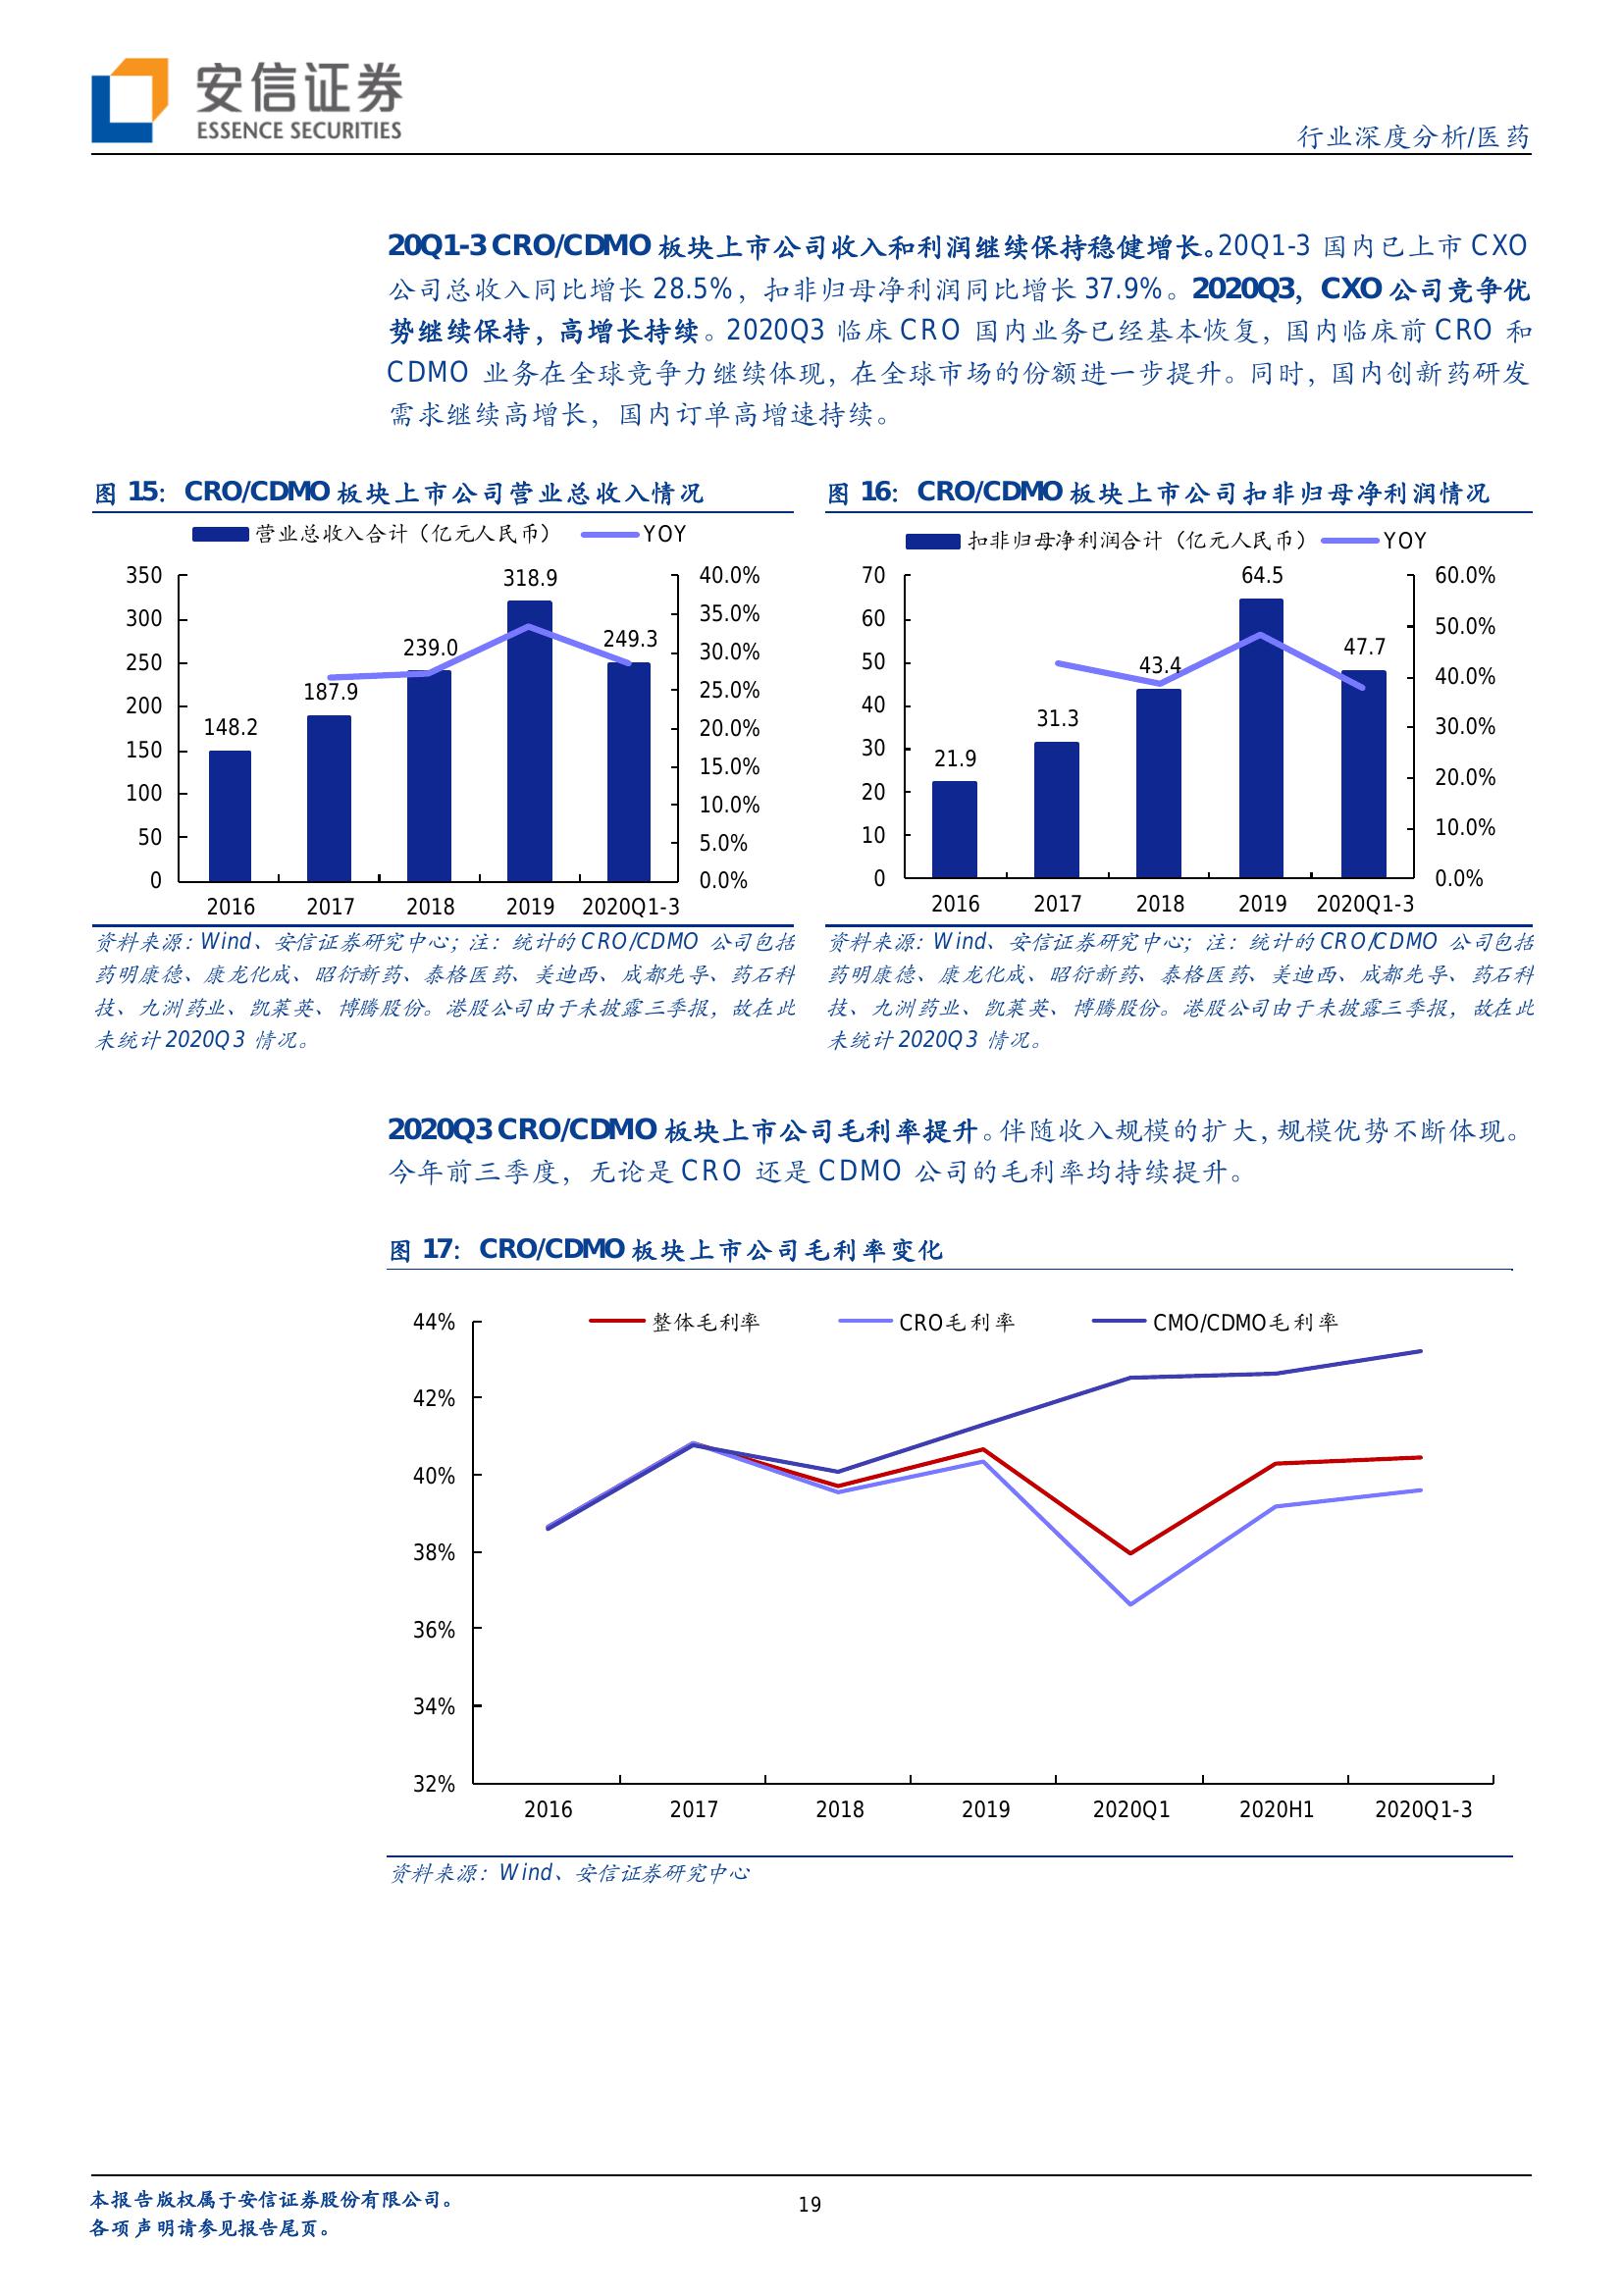 安信证券
ESSENCE SECURITIES
行业深度分析/医药
20Q1-3 CRO/CDMO 板块上市公司收入和利润继续保持稳健增长。20Q1-3 国内已上市 CXO
公司总收入同比增长 28.5%，扣非归母净利润同比增长 37.9%。2020Q3，CXO 公司竞争优
势继续保持，高增长持续。2020Q3 临床 CRO 国内业务已经基本恢复，国内临床前 CRO 和
CDMO 业务在全球竞争力继续体现，在全球市场的份额进一步提升。同时，国内创新药研发
需求继续高增长，国内订单高增速持续。
图 15：CRO/CDMO 板块上市公司营业总收入情况
营业总收入合计（亿元人民币） YOY
350
300
250
200
150
100
50
0
40.0%
35.0%
30.0%
25.0%
20.0%
15.0%
10.0%
5.0%
0.0%
148.2
187.9
239.0
318.9
249.3
2016 2017 2018 2019 2020Q1-3
资料来源：Wind、安信证券研究中心；注：统计的 CRO/CDMO 公司包括
药明康德、康龙化成、昭衍新药、泰格医药、美迪西、成都先导、药石科
技、九洲药业、凯莱英、博腾股份。港股公司由于未披露三季报，故在此
未统计 2020Q3 情况。
图 16：CRO/CDMO 板块上市公司扣非归母净利润情况
扣非归母净利润合计（亿元人民币） YOY
70
60
50
40
30
20
10
0
60.0%
50.0%
40.0%
30.0%
20.0%
10.0%
0.0%
21.9
31.3
43.4
64.5
47.7
2016 2017 2018 2019 2020Q1-3
资料来源：Wind、安信证券研究中心；注：统计的 CRO/CDMO 公司包括
药明康德、康龙化成、昭衍新药、泰格医药、美迪西、成都先导、药石科
技、九洲药业、凯莱英、博腾股份。港股公司由于未披露三季报，故在此
未统计 2020Q3 情况。
2020Q3 CRO/CDMO 板块上市公司毛利率提升。伴随收入规模的扩大，规模优势不断体现。
今年前三季度，无论是 CRO 还是 CDMO 公司的毛利率均持续提升。
图 17：CRO/CDMO 板块上市公司毛利率变化
整体毛利率 CRO毛利率 CMO/CDMO毛利率
44%
42%
40%
38%
36%
34%
32%
2016 2017 2018 2019 2020Q1 2020H1 2020Q1-3
资料来源：Wind、安信证券研究中心
本报告版权属于安信证券股份有限公司。
各项声明请参见报告尾页。
19